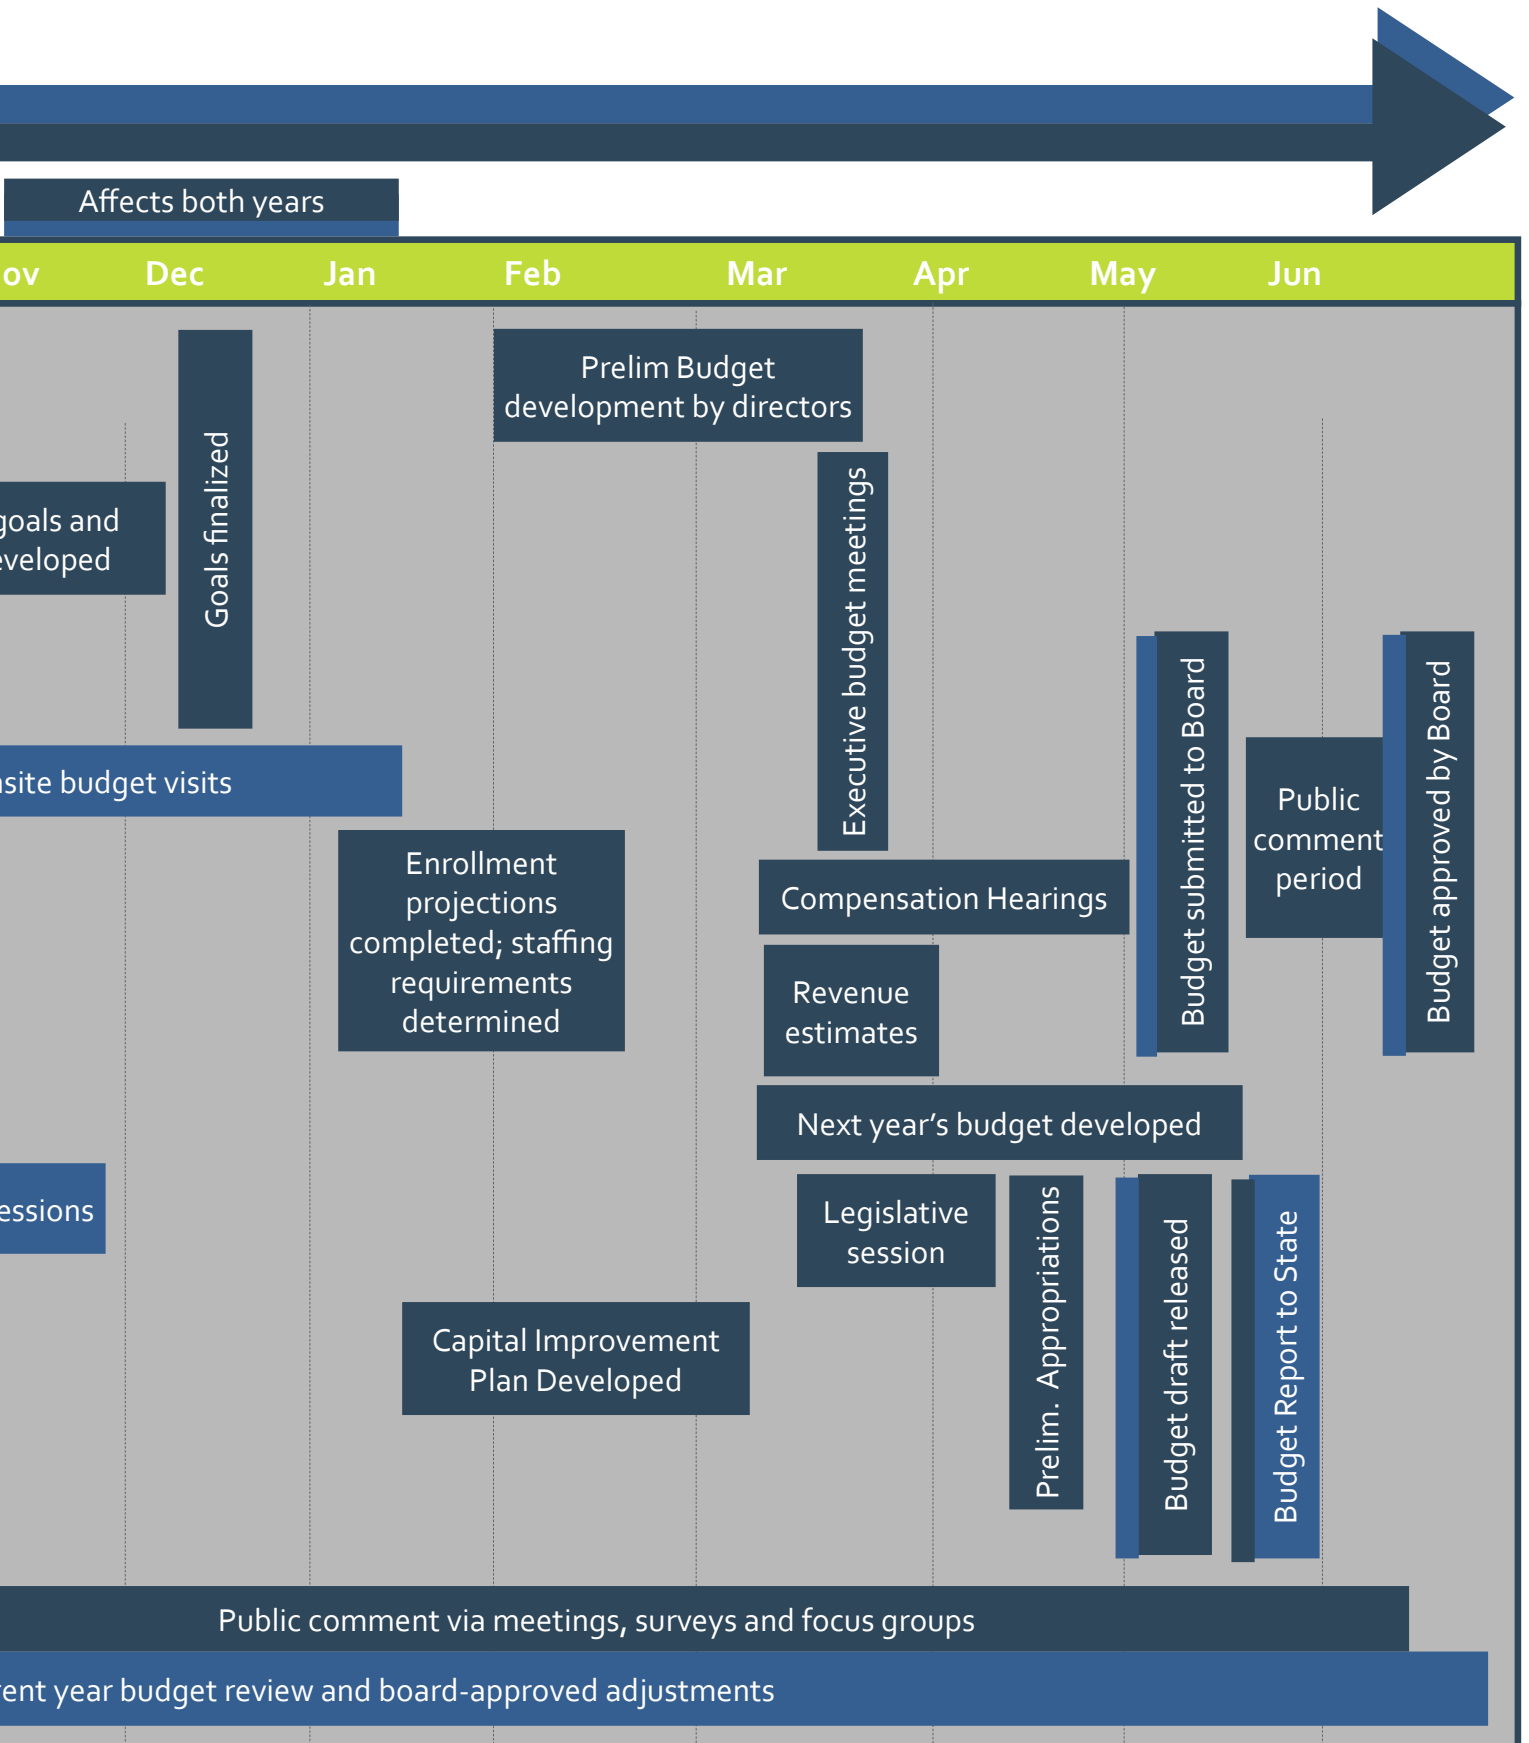 Affects both years
ov Dec Jan Feb Mar Apr May Jun
Prelim Budget
development by directors
Goals finalized
goals and
eveloped
Executive budget meetings
Budget submitted to Board
Budget approved by Board
site budget visits
Public
comment
period
Enrollment
projections
completed; staffing
requirements
determined
Compensation Hearings
Revenue
estimates
Next year’s budget developed
essions
Legislative
session
Prelim. Appropriations
Budget draft released
Budget Report to State
Capital Improvement
Plan Developed
Public comment via meetings, surveys and focus groups
rent year budget review and board-approved adjustments